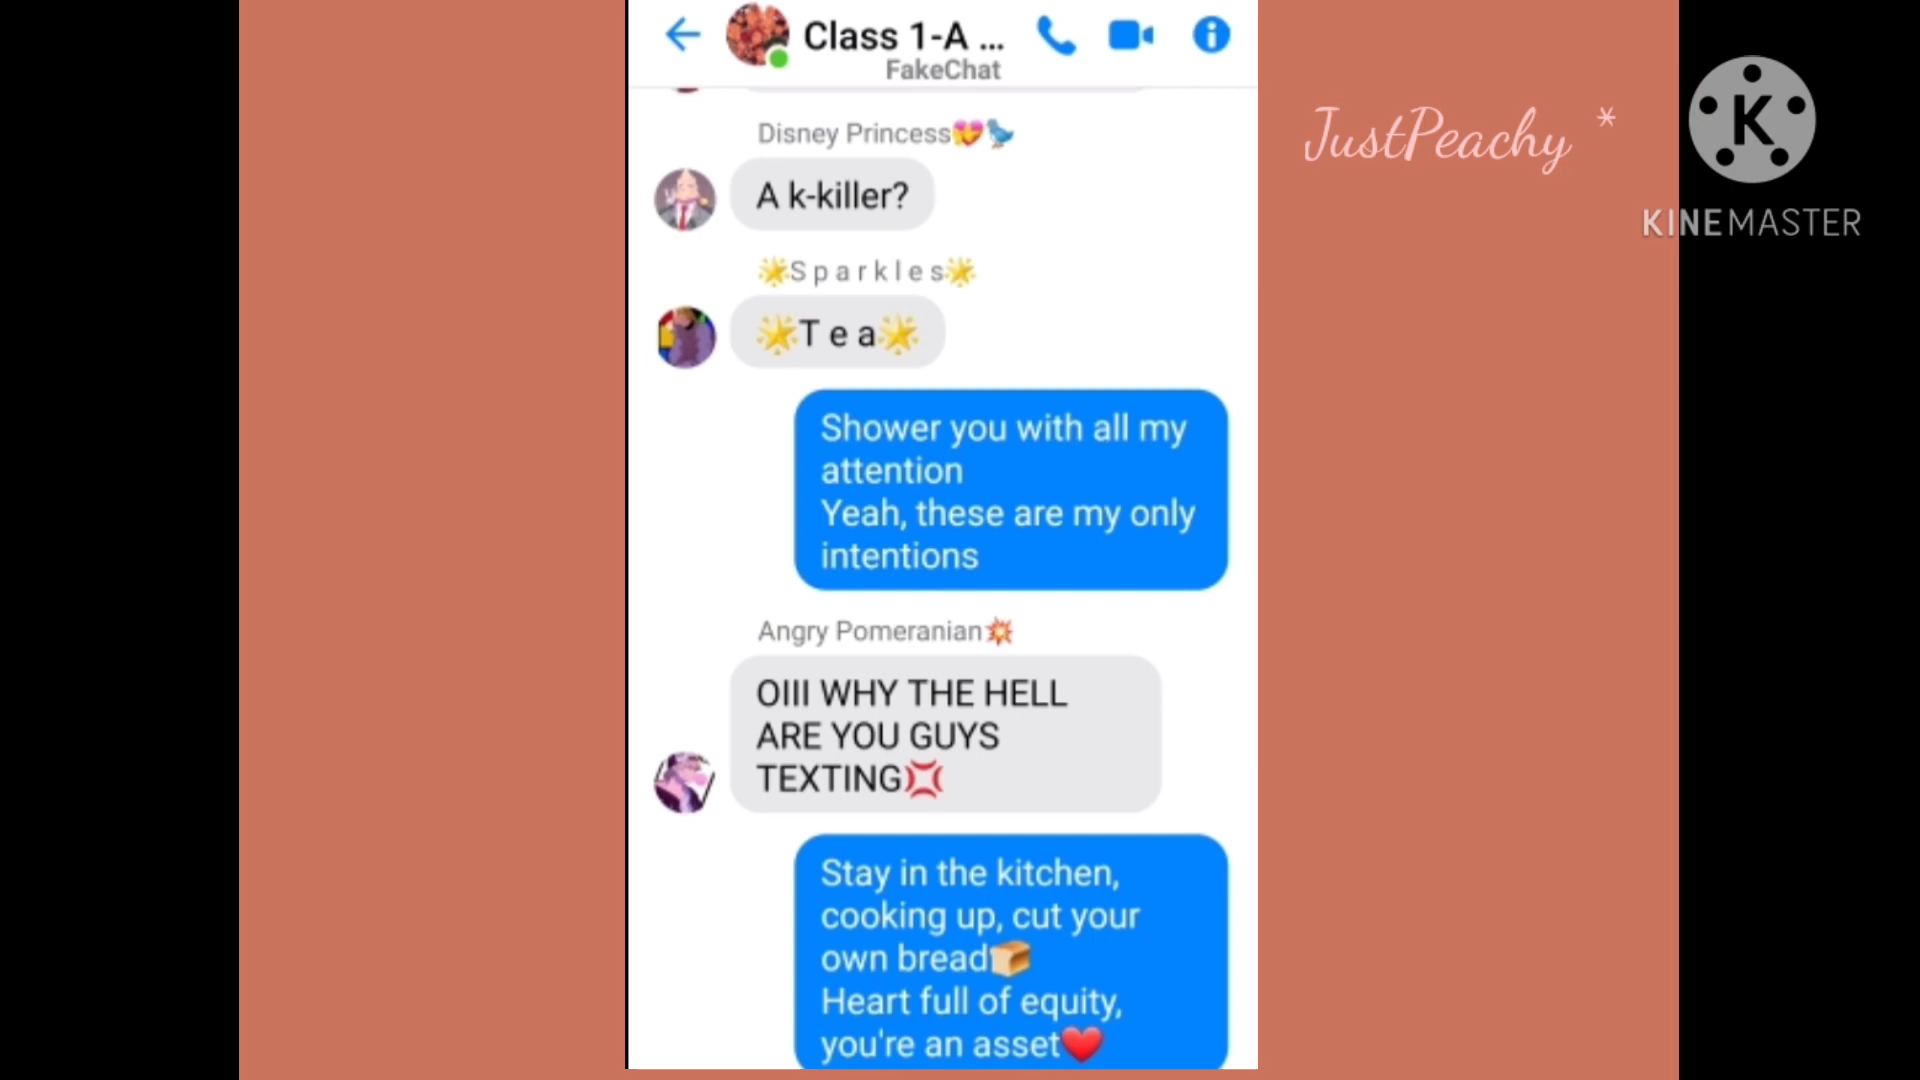 Class 1-A ...
FakeChat
JustPeachy *
K
KINEMASTER
Disney Princess💝🐦
A k-killer?
🌟S p a r k l e s🌟
🌟T e a🌟
Shower you with all my
attention
Yeah, these are my only
intentions
Angry Pomeranian💥
OIII WHY THE HELL
ARE YOU GUYS
TEXTING💢
Stay in the kitchen,
cooking up, cut your
own bread🍞
Heart full of equity,
you're an asset❤️